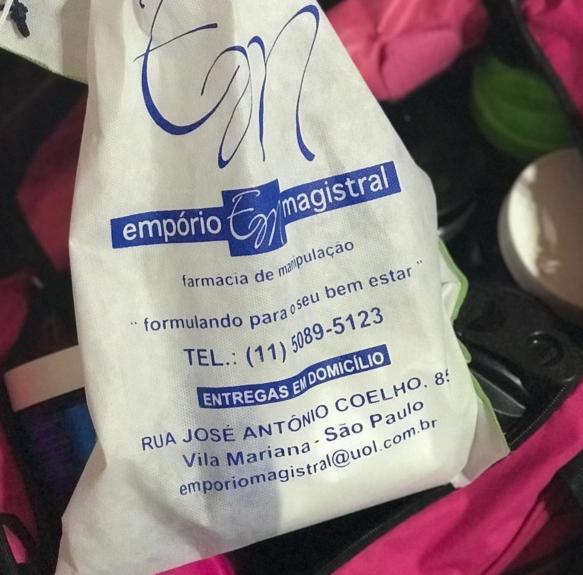 Em
empório Em magistral
farmácia de manipulação
" formulando para o seu bem estar "
TEL.: (11) 5089-5123
ENTREGAS EM DOMICÍLIO
RUA JOSÉ ANTÔNIO COELHO. 
Vila Mariana - São Paulo
emporiomagistral@uol.com.br